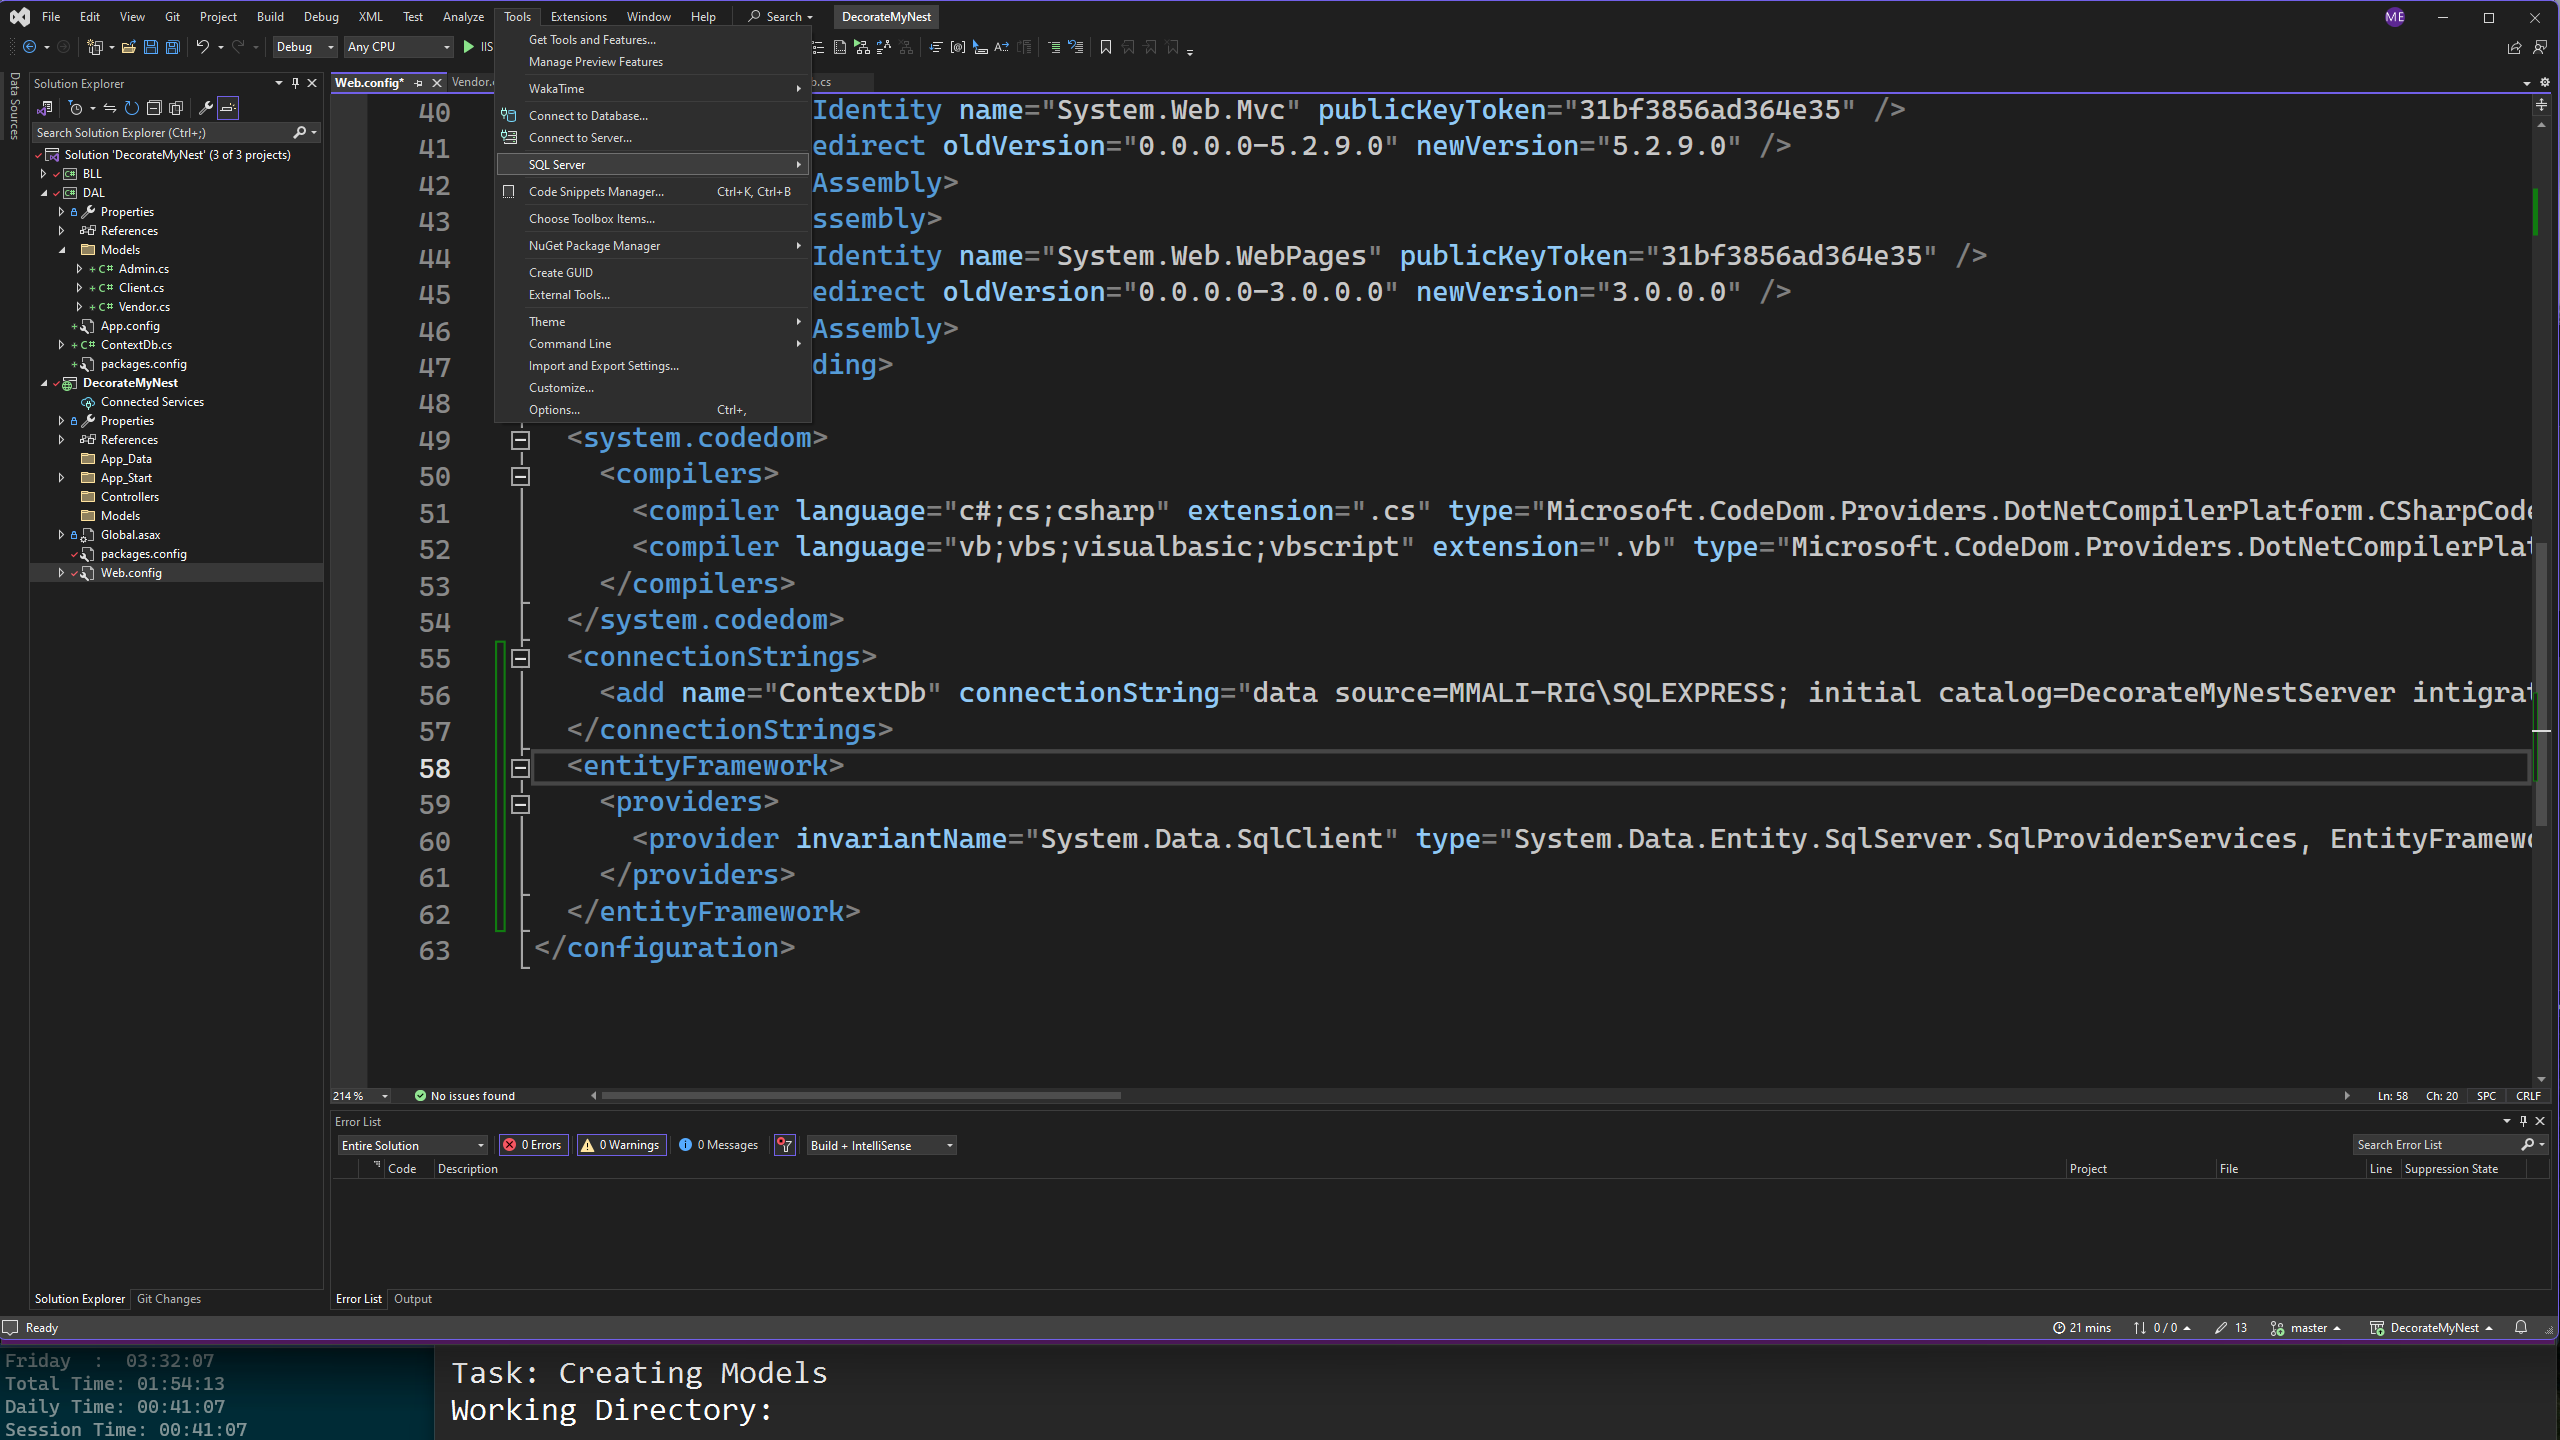 File Edit View Git Project Build Debug XML Test Analyze Tools Extensions Window Help Search DecorateMyNest ME
Debug Any CPU IIS
Data Sources
Solution Explorer
Search Solution Explorer (Ctrl+;)
Solution 'DecorateMyNest' (3 of 3 projects)
BLL
DAL
Properties
References
Models
Admin.cs
Client.cs
Vendor.cs
App.config
ContextDb.cs
packages.config
DecorateMyNest
Connected Services
Properties
References
App_Data
App_Start
Controllers
Models
Global.asax
packages.config
Web.config
Solution Explorer Git Changes
Get Tools and Features...
Manage Preview Features
WakaTime
Connect to Database...
Connect to Server...
SQL Server
Code Snippets Manager... Ctrl+K, Ctrl+B
Choose Toolbox Items...
NuGet Package Manager
Create GUID
External Tools...
Theme
Command Line
Import and Export Settings...
Customize...
Options... Ctrl+,
Web.config* Vendor. b.cs
40 Identity name="System.Web.Mvc" publicKeyToken="31bf3856ad364e35" />
41 edirect oldVersion="0.0.0.0-5.2.9.0" newVersion="5.2.9.0" />
42 Assembly>
43 ssembly>
44 Identity name="System.Web.WebPages" publicKeyToken="31bf3856ad364e35" />
45 edirect oldVersion="0.0.0.0-3.0.0.0" newVersion="3.0.0.0" />
46 Assembly>
47 ding>
48
49 <system.codedom>
50 <compilers>
51 <compiler language="c#;cs;csharp" extension=".cs" type="Microsoft.CodeDom.Providers.DotNetCompilerPlatform.CSharpCode
52 <compiler language="vb;vbs;visualbasic;vbscript" extension=".vb" type="Microsoft.CodeDom.Providers.DotNetCompilerPlat
53 </compilers>
54 </system.codedom>
55 <connectionStrings>
56 <add name="ContextDb" connectionString="data source=MMALI-RIG\SQLEXPRESS; initial catalog=DecorateMyNestServer intigrat
57 </connectionStrings>
58 <entityFramework>
59 <providers>
60 <provider invariantName="System.Data.SqlClient" type="System.Data.Entity.SqlServer.SqlProviderServices, EntityFramewo
61 </providers>
62 </entityFramework>
63 </configuration>
214 % No issues found Ln: 58 Ch: 20 SPC CRLF
Error List
Entire Solution 0 Errors 0 Warnings 0 Messages Build + IntelliSense Search Error List
Code Description Project File Line Suppression State
Error List Output
Ready 21 mins 0 / 0 13 master DecorateMyNest
Friday : 03:32:07
Total Time: 01:54:13
Daily Time: 00:41:07
Session Time: 00:41:07
Task: Creating Models
Working Directory: